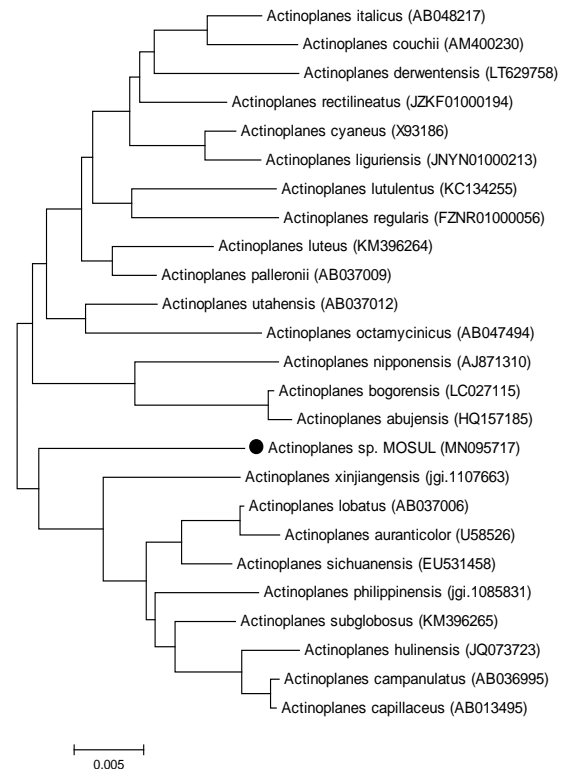 Actinoplanes italicus (AB048217)
Actinoplanes couchii (AM400230)
Actinoplanes derwentensis (LT629758)
Actinoplanes rectilineatus (JZKF01000194)
Actinoplanes cyaneus (X93186)
Actinoplanes liguriensis (JNYN01000213)
Actinoplanes lutulentus (KC134255)
Actinoplanes regularis (FZNR01000056)
Actinoplanes luteus (KM396264)
Actinoplanes palleronii (AB037009)
Actinoplanes utahensis (AB037012)
Actinoplanes octamycinicus (AB047494)
Actinoplanes nipponensis (AJ871310)
Actinoplanes bogorensis (LC027115)
Actinoplanes abujensis (HQ157185)
Actinoplanes sp. MOSUL (MN095717)
Actinoplanes xinjiangensis (jgi.1107663)
Actinoplanes lobatus (AB037006)
Actinoplanes auranticolor (U58526)
Actinoplanes sichuanensis (EU531458)
Actinoplanes philippinensis (jgi.1085831)
Actinoplanes subglobosus (KM396265)
Actinoplanes hulinensis (JQ073723)
Actinoplanes campanulatus (AB036995)
Actinoplanes capillaceus (AB013495)
0.005